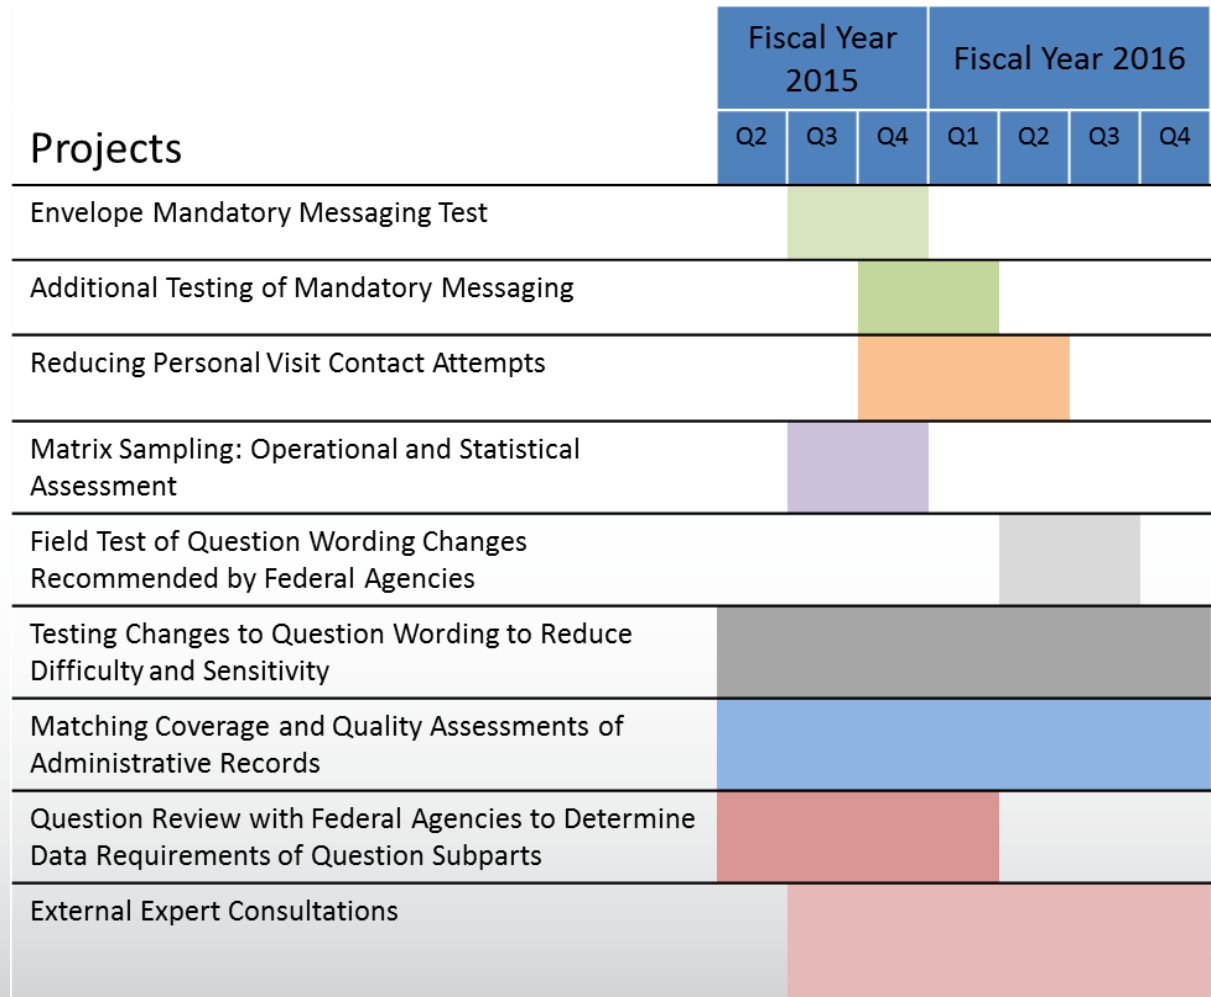 Fiscal Year
2015
Fiscal Year 2016
Projects
Q2
Q3
Q4
Q1
Q2
Q3
Q4
Envelope Mandatory Messaging Test
Additional Testing of Mandatory Messaging
Reducing Personal Visit Contact Attempts
Matrix Sampling: Operational and Statistical
Assessment
Field Test of Question Wording Changes
Recommended by Federal Agencies
Testing Changes to Question Wording to Reduce
Difficulty and Sensitivity
Matching Coverage and Quality Assessments of
Administrative Records
Question Review with Federal Agencies to Determine
Data Requirements of Question Subparts
External Expert Consultations